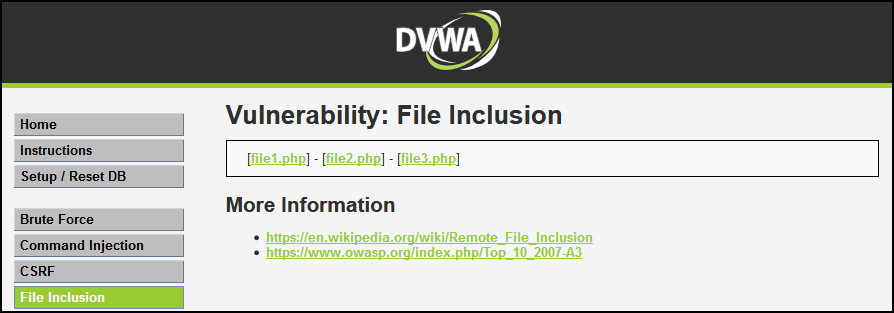 DVWA
Home
Instructions
Setup / Reset DB
Brute Force
Command Injection
CSRF
File Inclusion
Vulnerability: File Inclusion
[file1.php] - [file2.php] - [file3.php]
More Information
https://en.wikipedia.org/wiki/Remote_File_Inclusion
https://www.owasp.org/index.php/Top_10_2007-A3